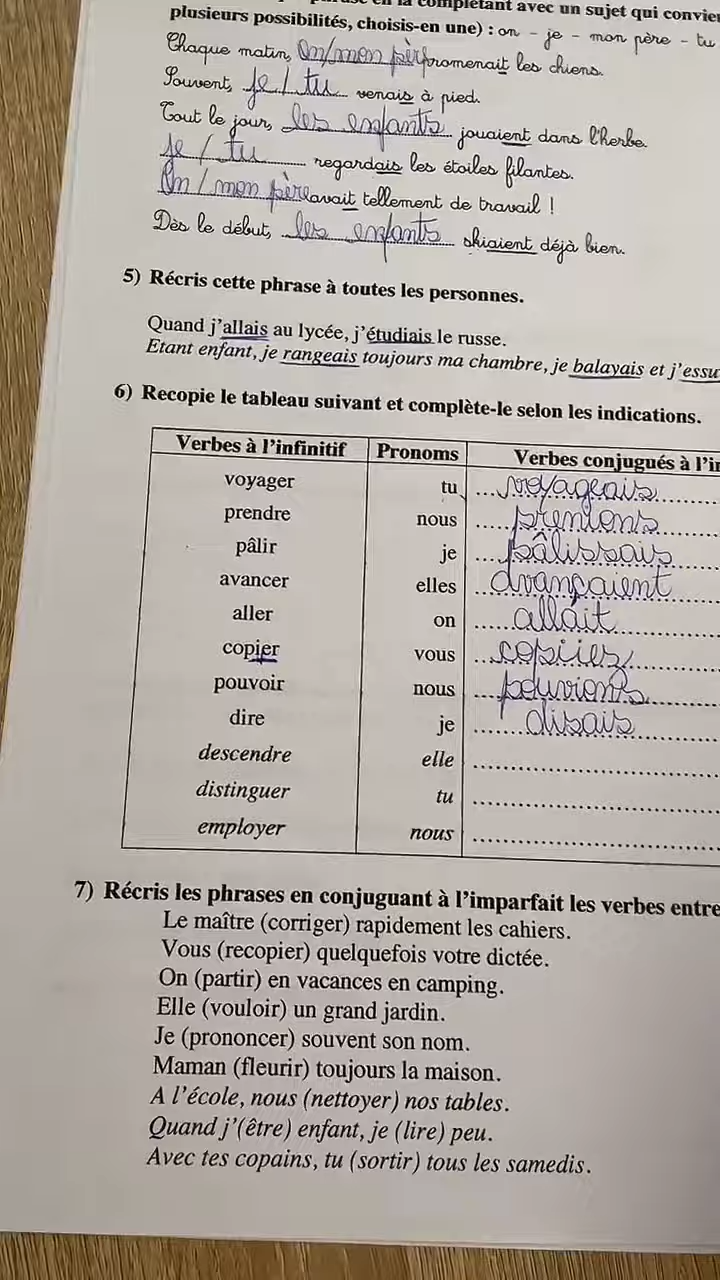 complétant avec un sujet qui convie
plusieurs possibilités, choisis-en une) : on - je - mon père - tu
Chaque matin, On/mon père promenait les chiens.
Souvent, je / tu venais à pied.
Tout le jour, les enfants jouaient dans l'herbe.
Je / tu regardais les étoiles filantes.
On / mon père avait tellement de travail !
Dès le début, les enfants skiaient déjà bien.
5) Récris cette phrase à toutes les personnes.
Quand j'allais au lycée, j'étudiais le russe.
Etant enfant, je rangeais toujours ma chambre, je balayais et j'essu
6) Recopie le tableau suivant et complète-le selon les indications.
Verbes à l'infinitif Pronoms Verbes conjugués à l'i
voyager tu voyageais
prendre nous prenions
pâlir je pâlissais
avancer elles avançaient
aller on allait
copier vous copiiez
pouvoir nous pouvions
dire je disais
descendre elle
distinguer tu
employer nous
7) Récris les phrases en conjuguant à l'imparfait les verbes entre
Le maître (corriger) rapidement les cahiers.
Vous (recopier) quelquefois votre dictée.
On (partir) en vacances en camping.
Elle (vouloir) un grand jardin.
Je (prononcer) souvent son nom.
Maman (fleurir) toujours la maison.
A l'école, nous (nettoyer) nos tables.
Quand j'(être) enfant, je (lire) peu.
Avec tes copains, tu (sortir) tous les samedis.